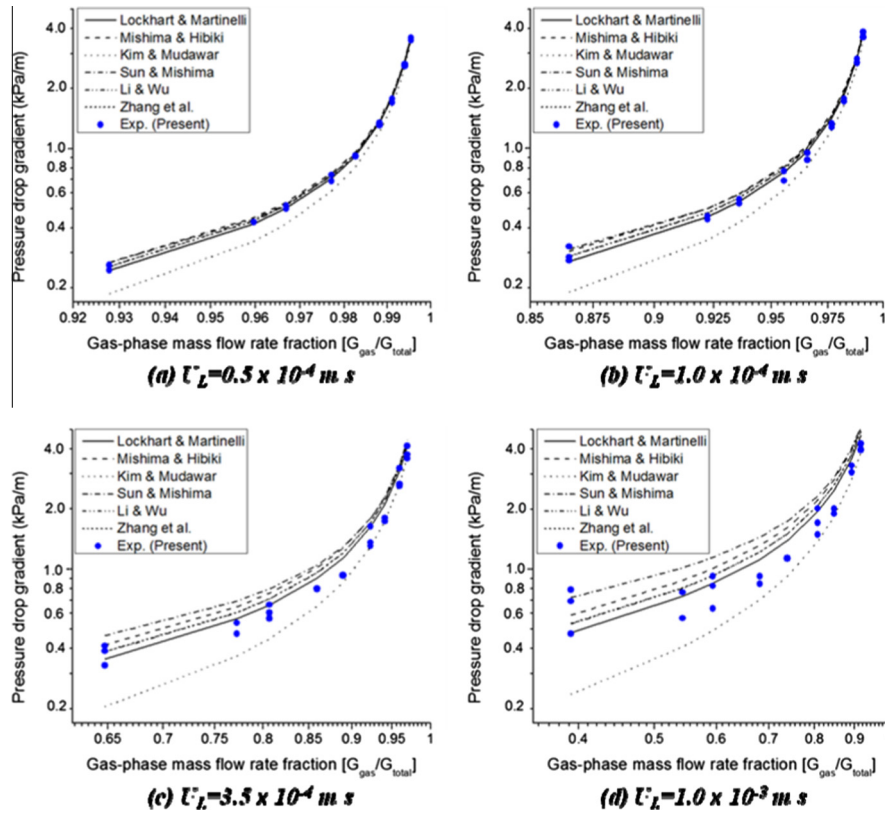 Lockhart & Martinelli
Mishima & Hibiki
Kim & Mudawar
Sun & Mishima
Li & Wu
Zhang et al.
Exp. (Present)
Pressure drop gradient (kPa/m)
4.0
2.0
1.0
0.8
0.6
0.4
0.2
0.92 0.93 0.94 0.95 0.96 0.97 0.98 0.99 1
Gas-phase mass flow rate fraction [G_gas/G_total]
(a) U_L=0.5 x 10^-4 m s
Lockhart & Martinelli
Mishima & Hibiki
Kim & Mudawar
Sun & Mishima
Li & Wu
Zhang et al.
Exp. (Present)
Pressure drop gradient (kPa/m)
4.0
2.0
1.0
0.8
0.6
0.4
0.2
0.85 0.875 0.9 0.925 0.95 0.975 1
Gas-phase mass flow rate fraction [G_gas/G_total]
(b) U_L=1.0 x 10^-4 m s
Lockhart & Martinelli
Mishima & Hibiki
Kim & Mudawar
Sun & Mishima
Li & Wu
Zhang et al.
Exp. (Present)
Pressure drop gradient (kPa/m)
4.0
2.0
1.0
0.8
0.6
0.4
0.2
0.65 0.7 0.75 0.8 0.85 0.9 0.95 1
Gas-phase mass flow rate fraction [G_gas/G_total]
(c) U_L=3.5 x 10^-4 m s
Lockhart & Martinelli
Mishima & Hibiki
Kim & Mudawar
Sun & Mishima
Li & Wu
Zhang et al.
Exp. (Present)
Pressure drop gradient (kPa/m)
4.0
2.0
1.0
0.8
0.6
0.4
0.2
0.4 0.5 0.6 0.7 0.8 0.9
Gas-phase mass flow rate fraction [G_gas/G_total]
(d) U_L=1.0 x 10^-3 m s